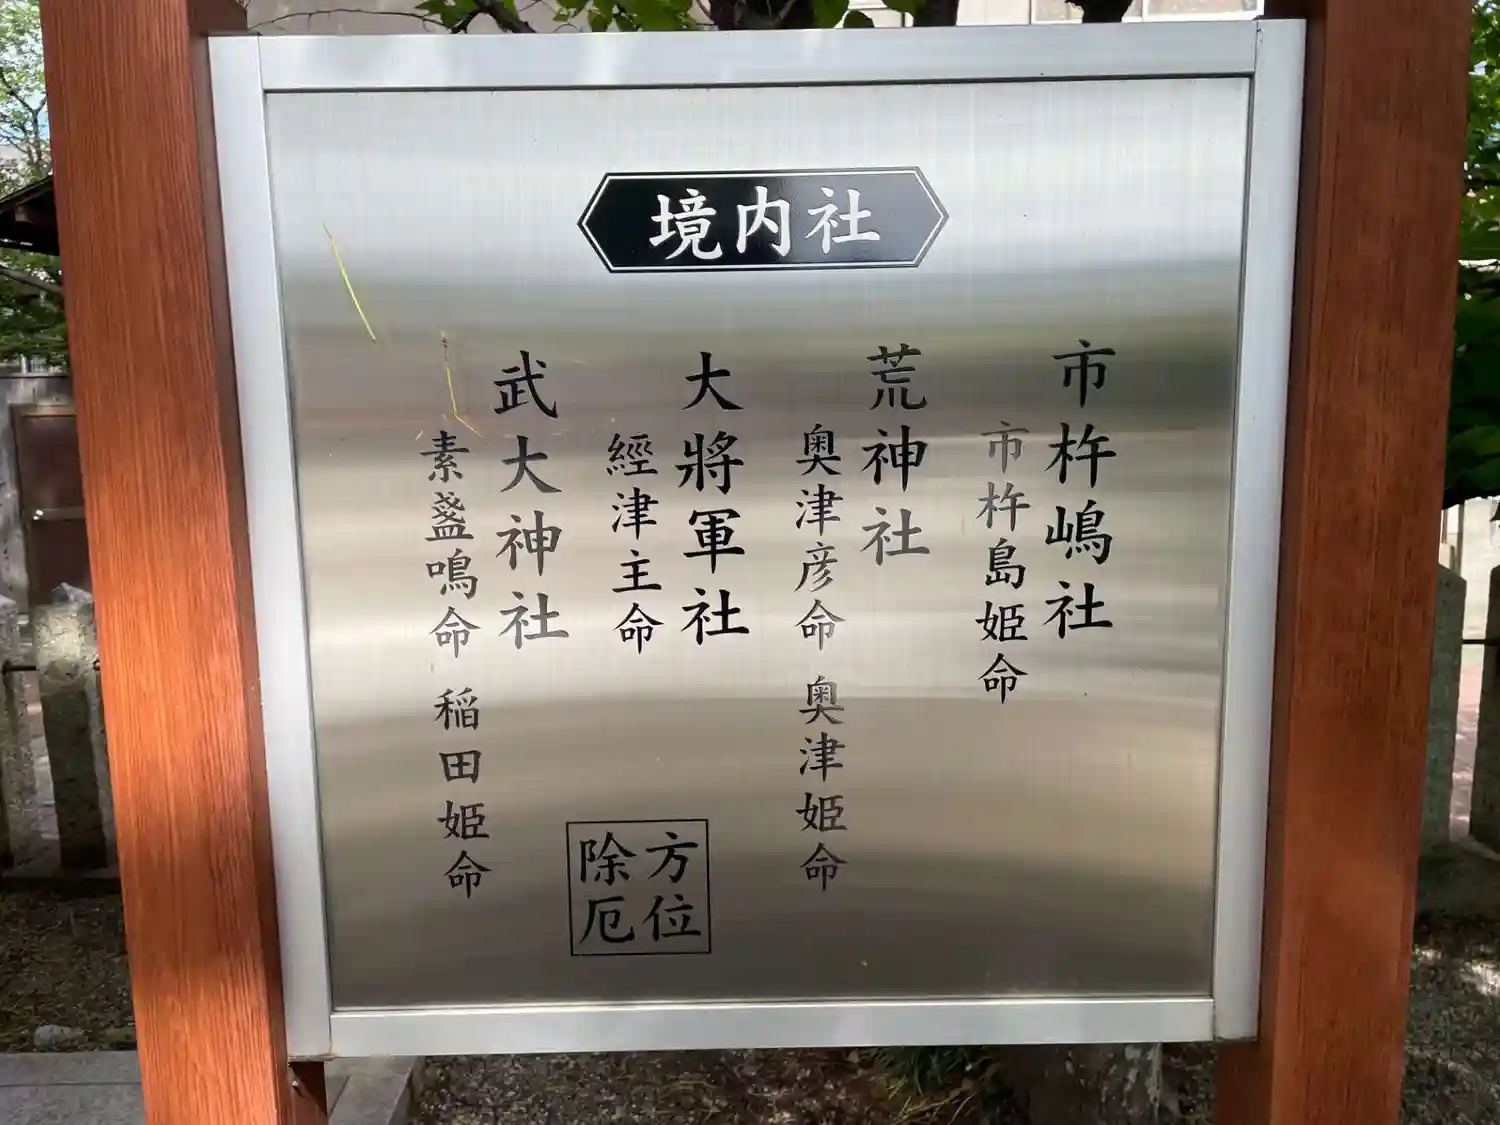 境内社
市杵嶋社
市杵島姫命
荒神社
奥津彦命 奥津姫命
大將軍社
經津主命
方位
除厄
武大神社
素盞鳴命 稲田姫命